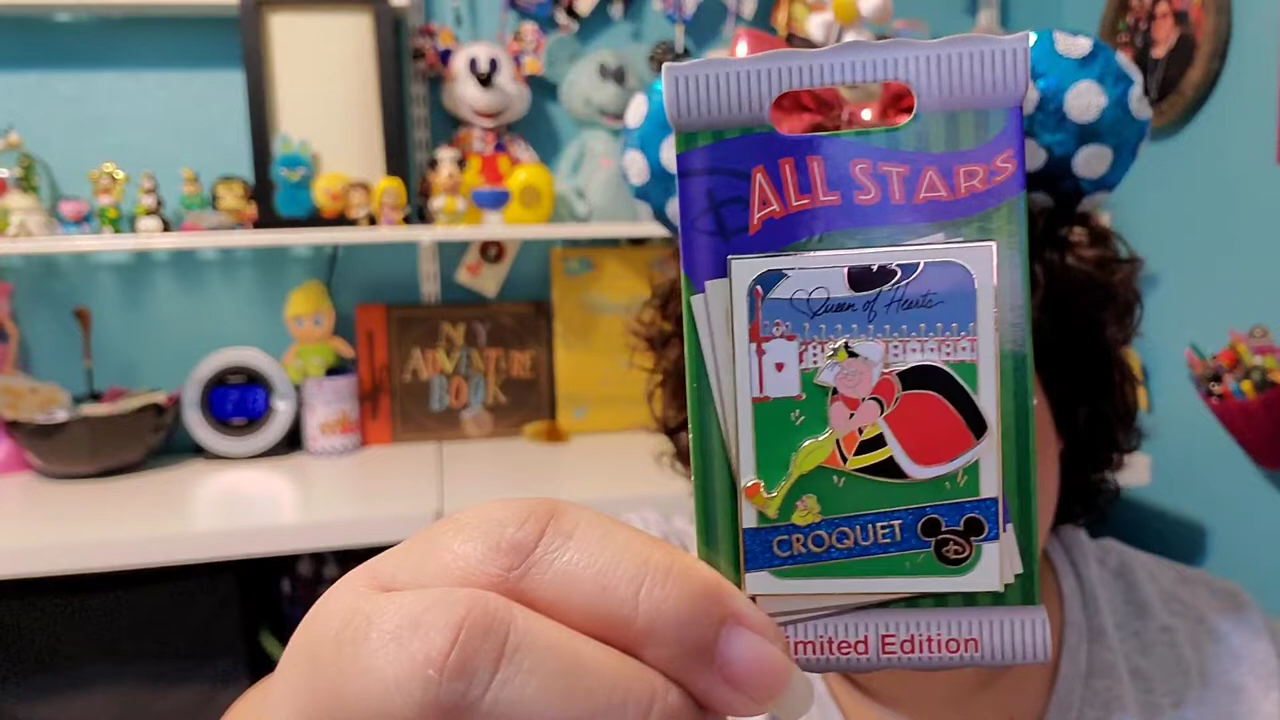 ALL STARS
Queen of Hearts
CROQUET
D
imited Edition
MY
ADVENTURE
BOOK